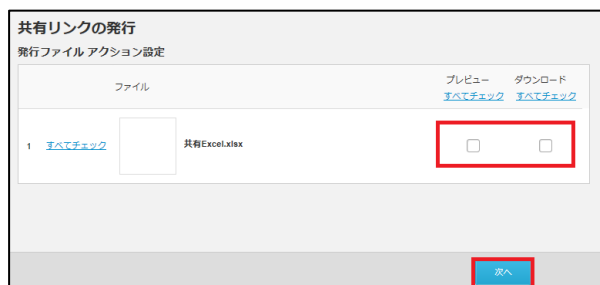 共有リンクの発行
発行ファイル アクション設定
ファイル プレビュー ダウンロード
すべてチェック すべてチェック
1 すべてチェック 共有Excel.xlsx
次へ